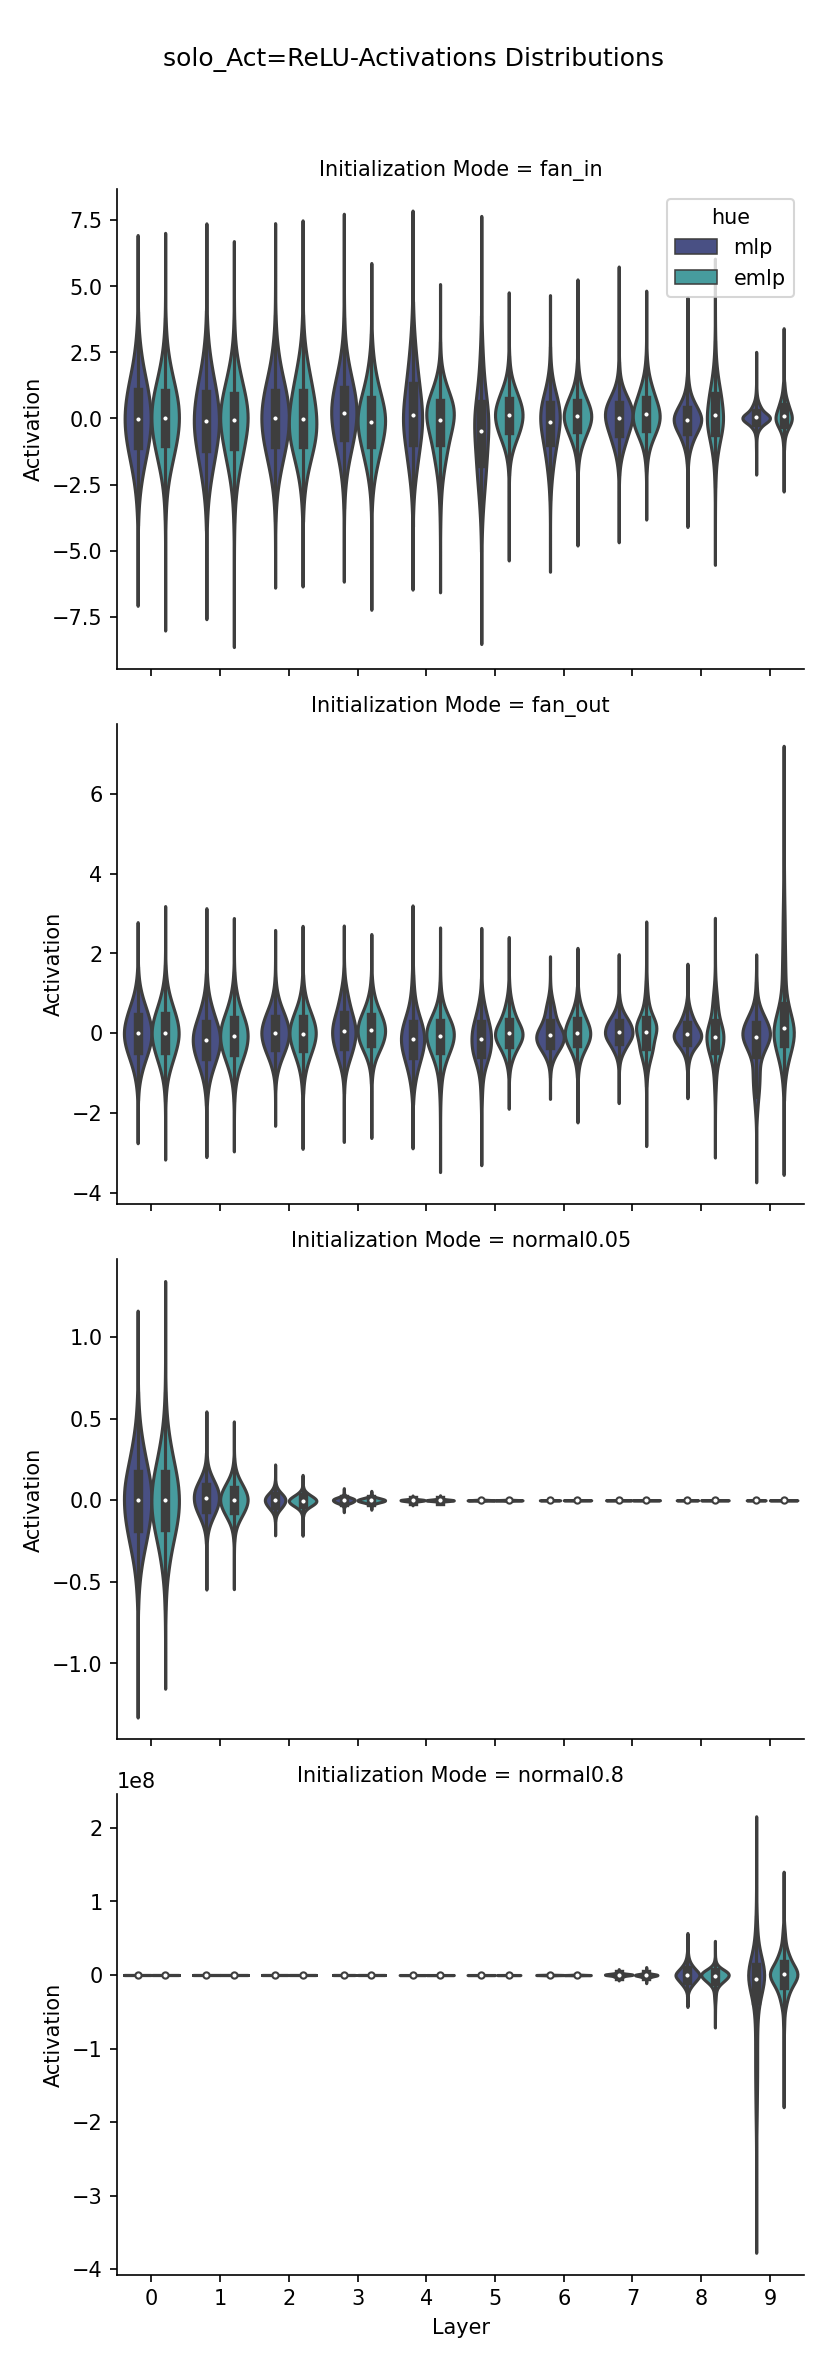 solo_Act=ReLU-Activations Distributions
Initialization Mode = fan_in
hue
mlp
emlp
7.5
5.0
2.5
0.0
−2.5
−5.0
−7.5
Activation
Initialization Mode = fan_out
6
4
2
0
−2
−4
Activation
Initialization Mode = normal0.05
1.0
0.5
0.0
−0.5
−1.0
Activation
Initialization Mode = normal0.8
1e8
2
1
0
−1
−2
−3
−4
Activation
0 1 2 3 4 5 6 7 8 9
Layer